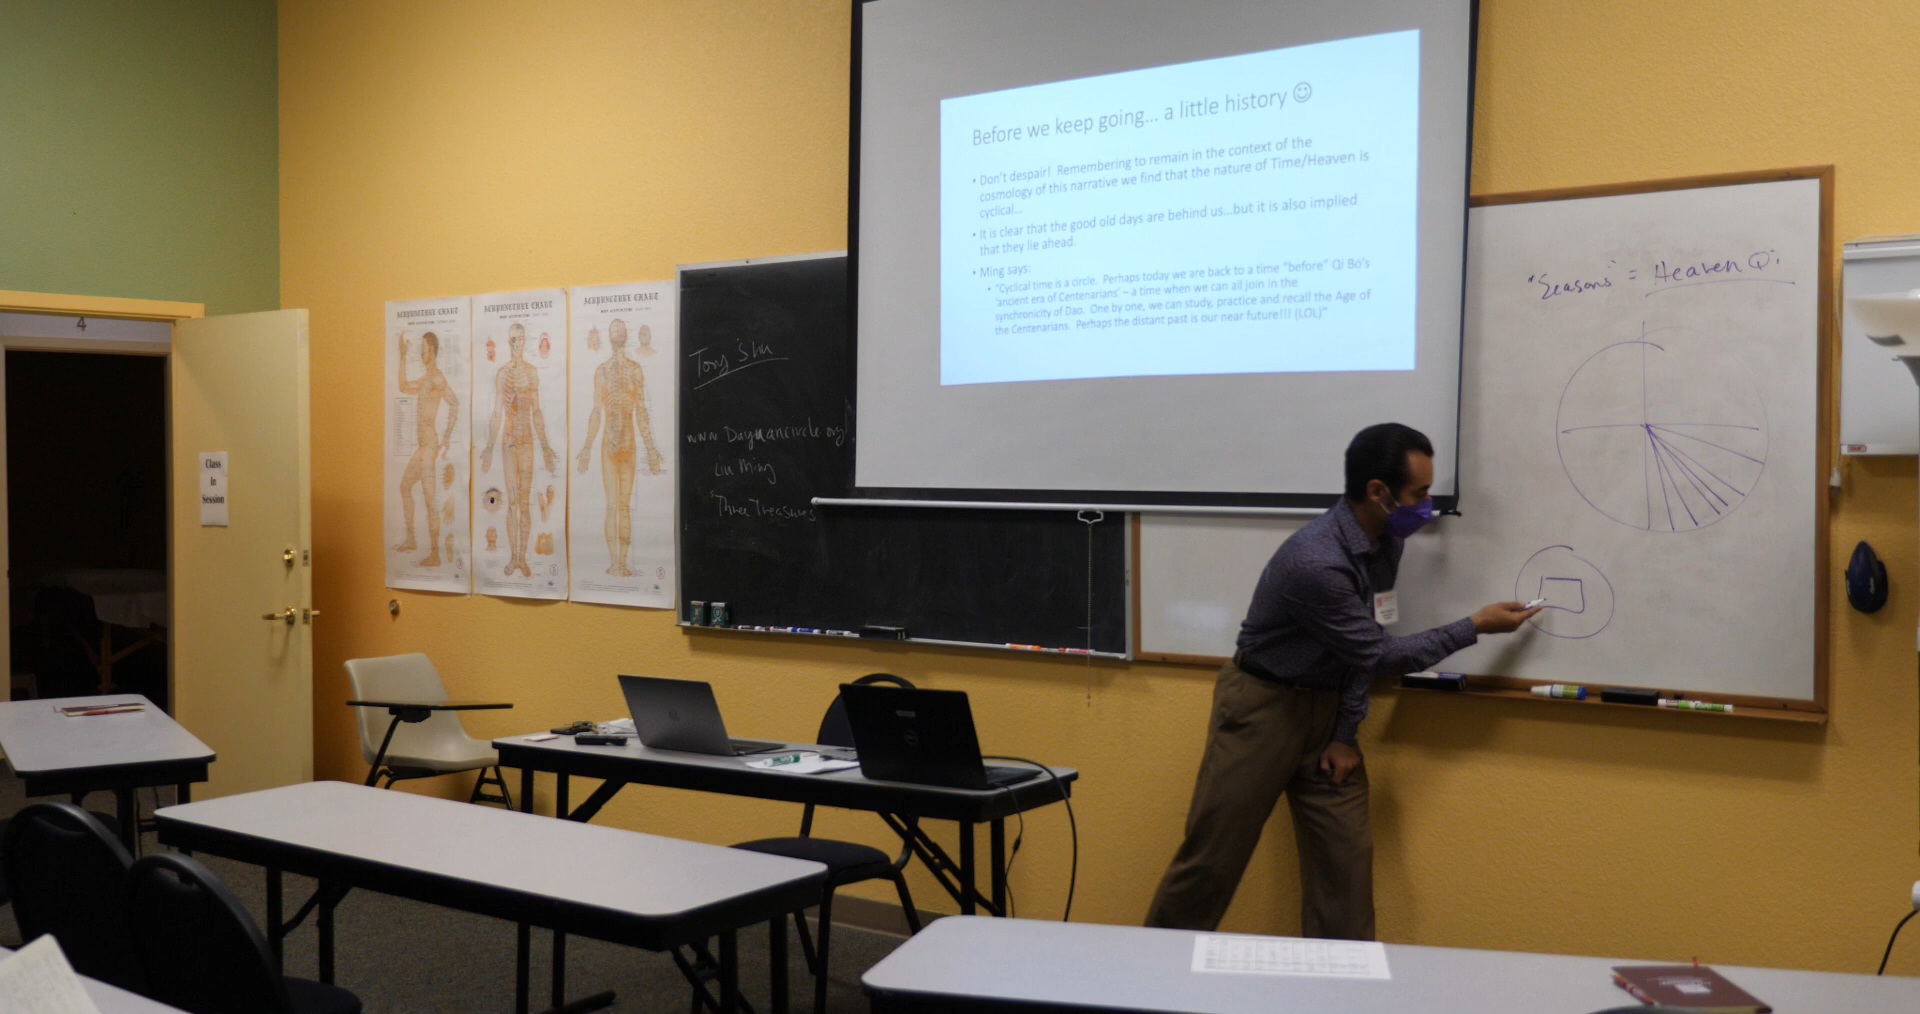 4
Class
In
Session
ACUPUNCTURE CHART
ACUPUNCTURE CHART
ACUPUNCTURE CHART
Tony Shu
www.Dayuancircle.org
Liu Ming
"Three Treasures"
Before we keep going... a little history ☺
• Don't despair! Remembering to remain in the context of the
cosmology of this narrative we find that the nature of Time/Heaven is
cyclical...
• It is clear that the good old days are behind us...but it is also implied
that they lie ahead.
• Ming says:
• "Cyclical time is a circle. Perhaps today we are back to a time "before" Qi Bo's
'ancient era of Centenarians' – a time when we can all join in the
synchronicity of Dao. One by one, we can study, practice and recall the Age of
the Centenarians. Perhaps the distant past is our near future!!! (LOL)"
"Seasons" = Heaven Qi